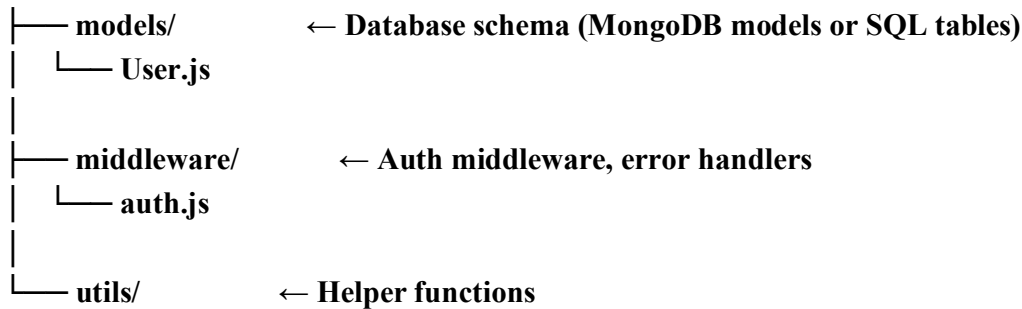 ├── models/ ← Database schema (MongoDB models or SQL tables)
│ └── User.js
│
├── middleware/ ← Auth middleware, error handlers
│ └── auth.js
│
└── utils/ ← Helper functions